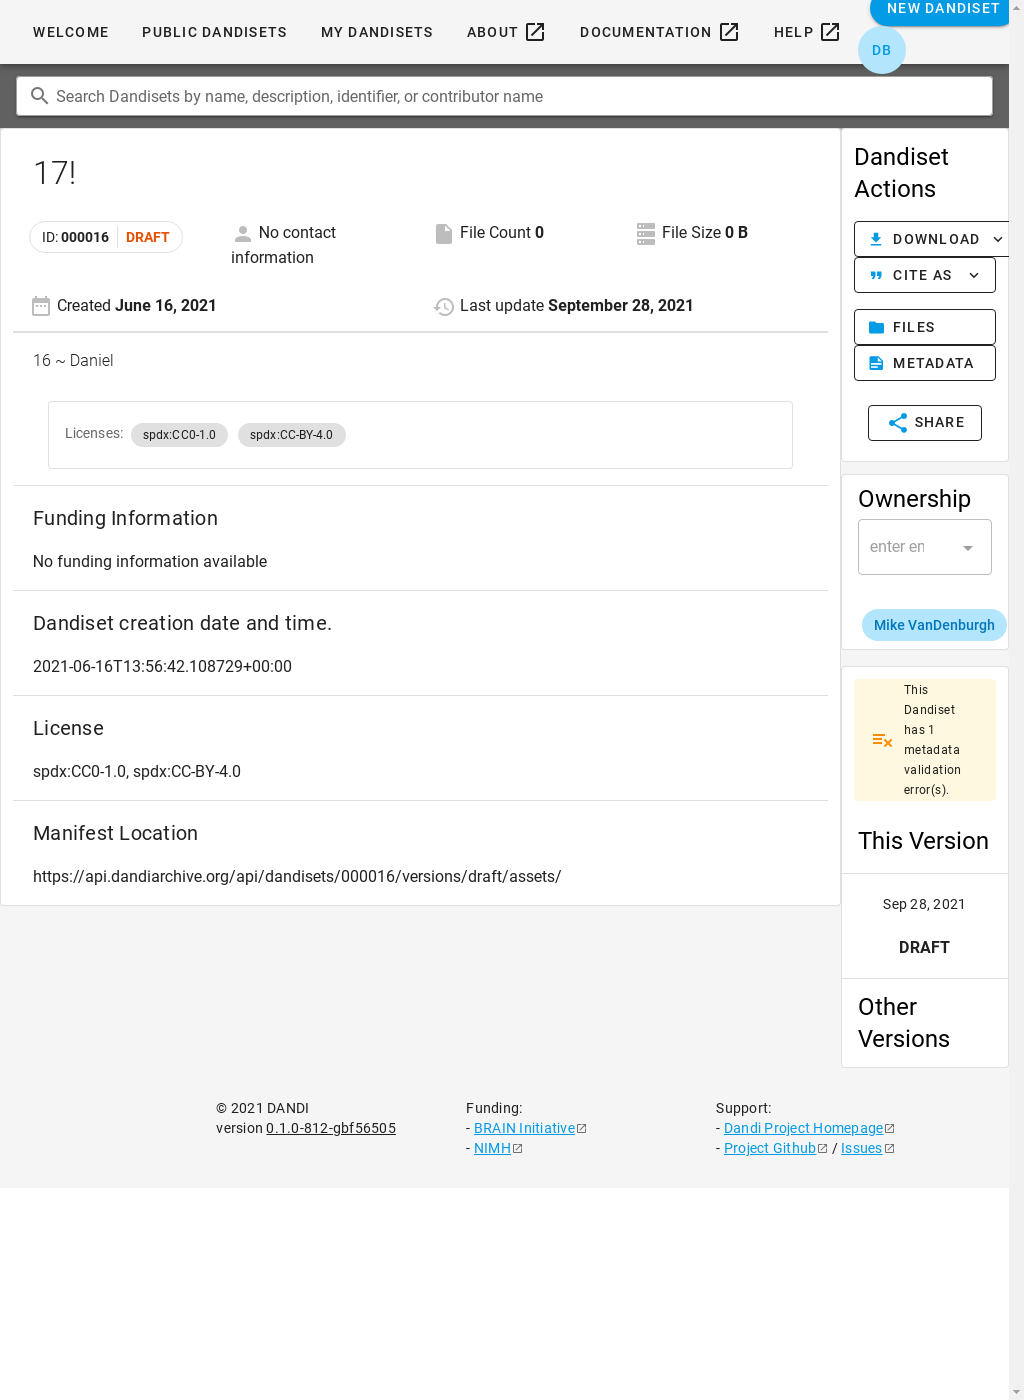 WELCOME PUBLIC DANDISETS MY DANDISETS ABOUT DOCUMENTATION HELP NEW DANDISET
DB
Search Dandisets by name, description, identifier, or contributor name
17!
ID: 000016 DRAFT
No contact information
File Count 0
File Size 0 B
Created June 16, 2021
Last update September 28, 2021
16 ~ Daniel
Licenses: spdx:CC0-1.0 spdx:CC-BY-4.0
Funding Information
No funding information available
Dandiset creation date and time.
2021-06-16T13:56:42.108729+00:00
License
spdx:CC0-1.0, spdx:CC-BY-4.0
Manifest Location
https://api.dandiarchive.org/api/dandisets/000016/versions/draft/assets/
Dandiset
Actions
DOWNLOAD
CITE AS
FILES
METADATA
SHARE
Ownership
enter en
Mike VanDenburgh
This
Dandiset
has 1
metadata
validation
error(s).
This Version
Sep 28, 2021
DRAFT
Other
Versions
© 2021 DANDI
version 0.1.0-812-gbf56505
Funding:
- BRAIN Initiative
- NIMH
Support:
- Dandi Project Homepage
- Project Github / Issues